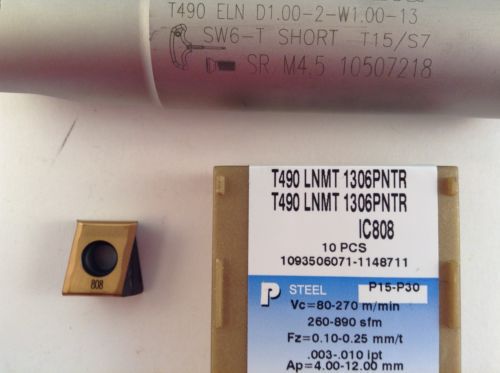 T490 ELN D1.00-2-W1.00-13
SW6-T SHORT T15/S7
SR M4.5 10507218
808
T490 LNMT 1306PNTR
T490 LNMT 1306PNTR
IC808
10 PCS
1093506071-1148711
P STEEL P15-P30
Vc=80-270 m/min
260-890 sfm
Fz=0.10-0.25 mm/t
.003-.010 ipt
Ap=4.00-12.00 mm